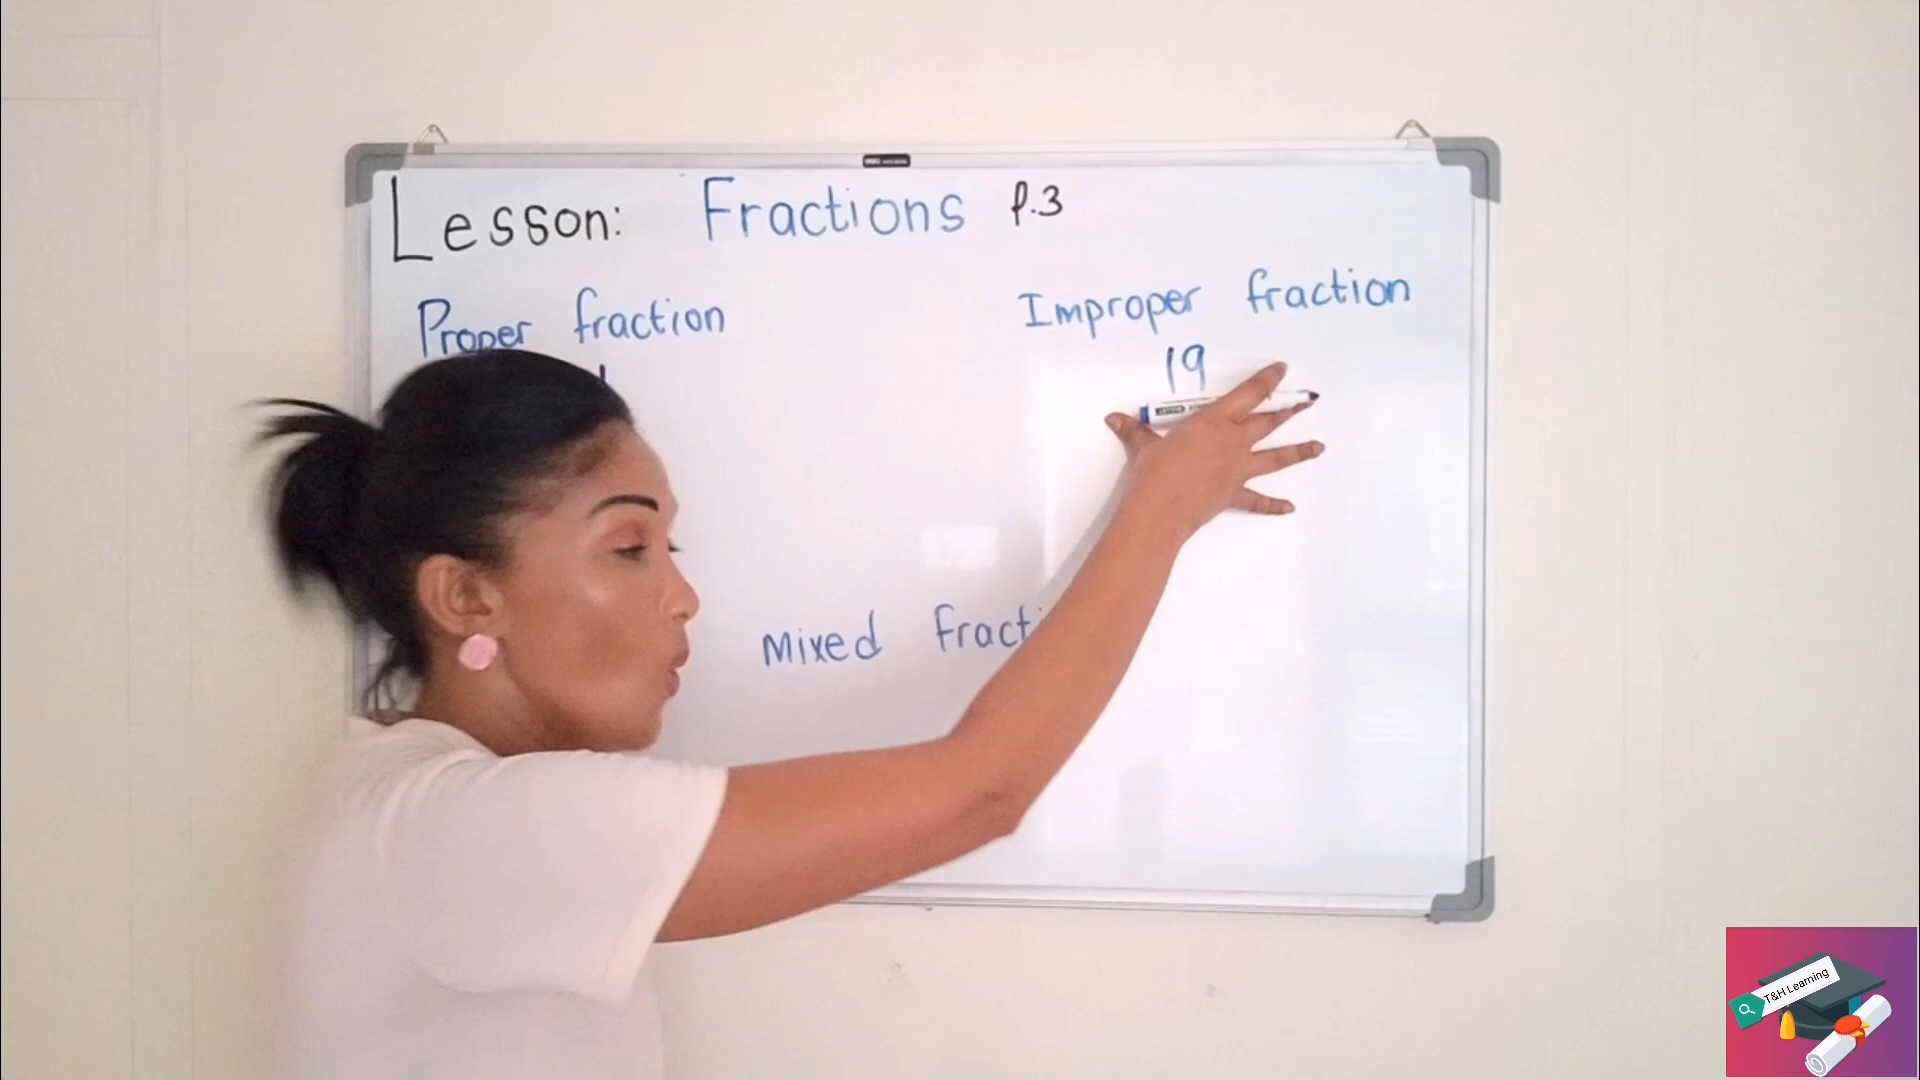 Lesson: Fractions p.3
Proper fraction
Improper fraction
19
Mixed
T&H Learning